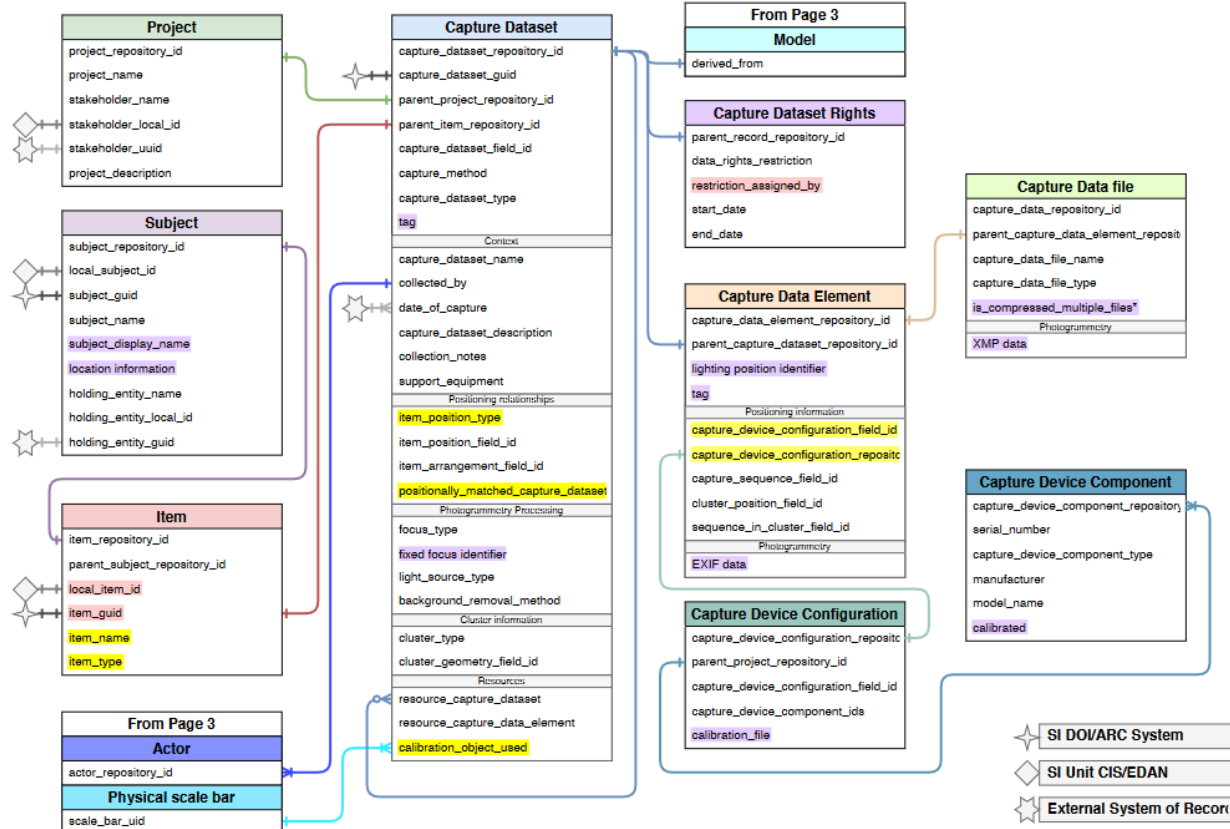 Project
project_repository_id
project_name
stakeholder_name
stakeholder_local_id
stakeholder_uuid
project_description
Subject
subject_repository_id
local_subject_id
subject_guid
subject_name
subject_display_name
location information
holding_entity_name
holding_entity_local_id
holding_entity_guid
Item
item_repository_id
parent_subject_repository_id
local_item_id
item_guid
item_name
item_type
From Page 3
Actor
actor_repository_id
Physical scale bar
scale_bar_uid
Capture Dataset
capture_dataset_repository_id
capture_dataset_guid
parent_project_repository_id
parent_item_repository_id
capture_dataset_field_id
capture_method
capture_dataset_type
tag
Context
capture_dataset_name
collected_by
date_of_capture
capture_dataset_description
collection_notes
support_equipment
Positioning relationships
item_position_type
item_position_field_id
item_arrangement_field_id
positionally_matched_capture_dataset
Photogrammetry Processing
focus_type
fixed focus identifier
light_source_type
background_removal_method
Cluster information
cluster_type
cluster_geometry_field_id
Resources
resource_capture_dataset
resource_capture_data_element
calibration_object_used
From Page 3
Model
derived_from
Capture Dataset Rights
parent_record_repository_id
data_rights_restriction
restriction_assigned_by
start_date
end_date
Capture Data Element
capture_data_element_repository_id
parent_capture_dataset_repository_id
lighting position identifier
tag
Positioning information
capture_device_configuration_field_id
capture_device_configuration_reposito
capture_sequence_field_id
cluster_position_field_id
sequence_in_cluster_field_id
Photogrammetry
EXIF data
Capture Device Configuration
capture_device_configuration_reposito
parent_project_repository_id
capture_device_configuration_field_id
capture_device_component_ids
calibration_file
Capture Data file
capture_data_repository_id
parent_capture_data_element_reposit
capture_data_file_name
capture_data_file_type
is_compressed_multiple_files*
Photogrammetry
XMP data
Capture Device Component
capture_device_component_repository
serial_number
capture_device_component_type
manufacturer
model_name
calibrated
SI DOI/ARC System
SI Unit CIS/EDAN
External System of Recor